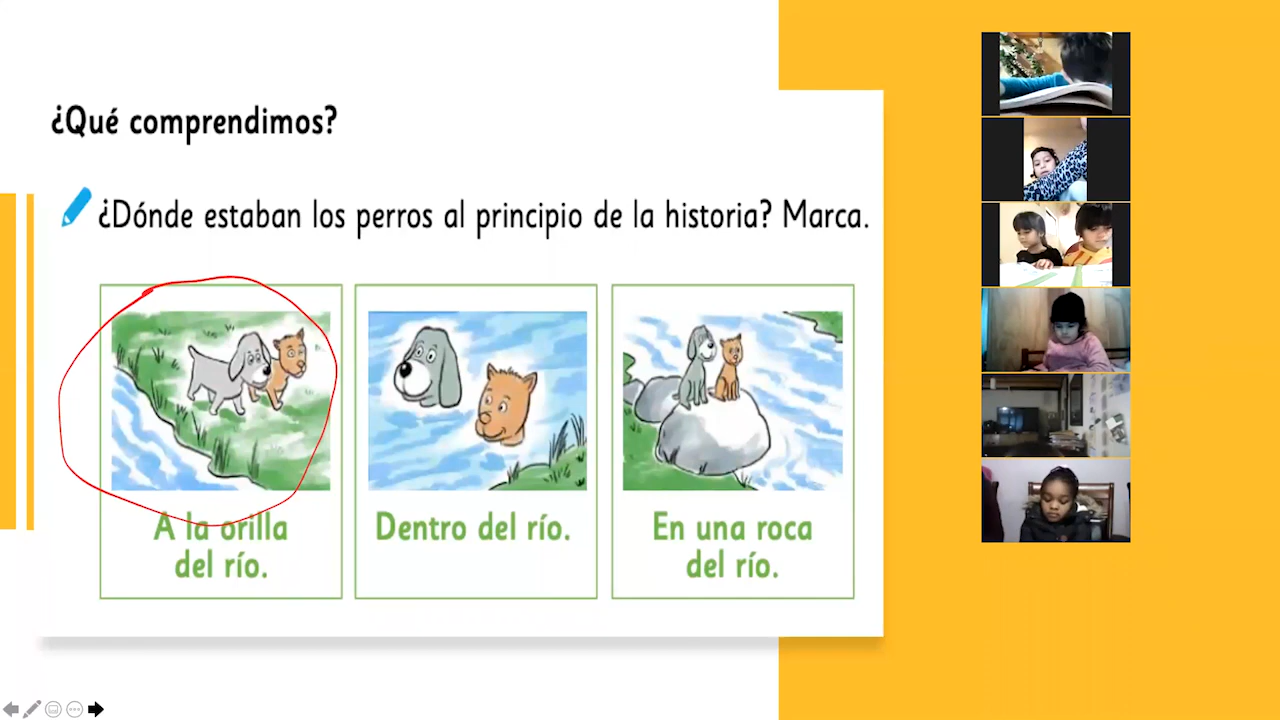 ¿Qué comprendimos?
¿Dónde estaban los perros al principio de la historia? Marca.
A la orilla
del río.
Dentro del río.
En una roca
del río.